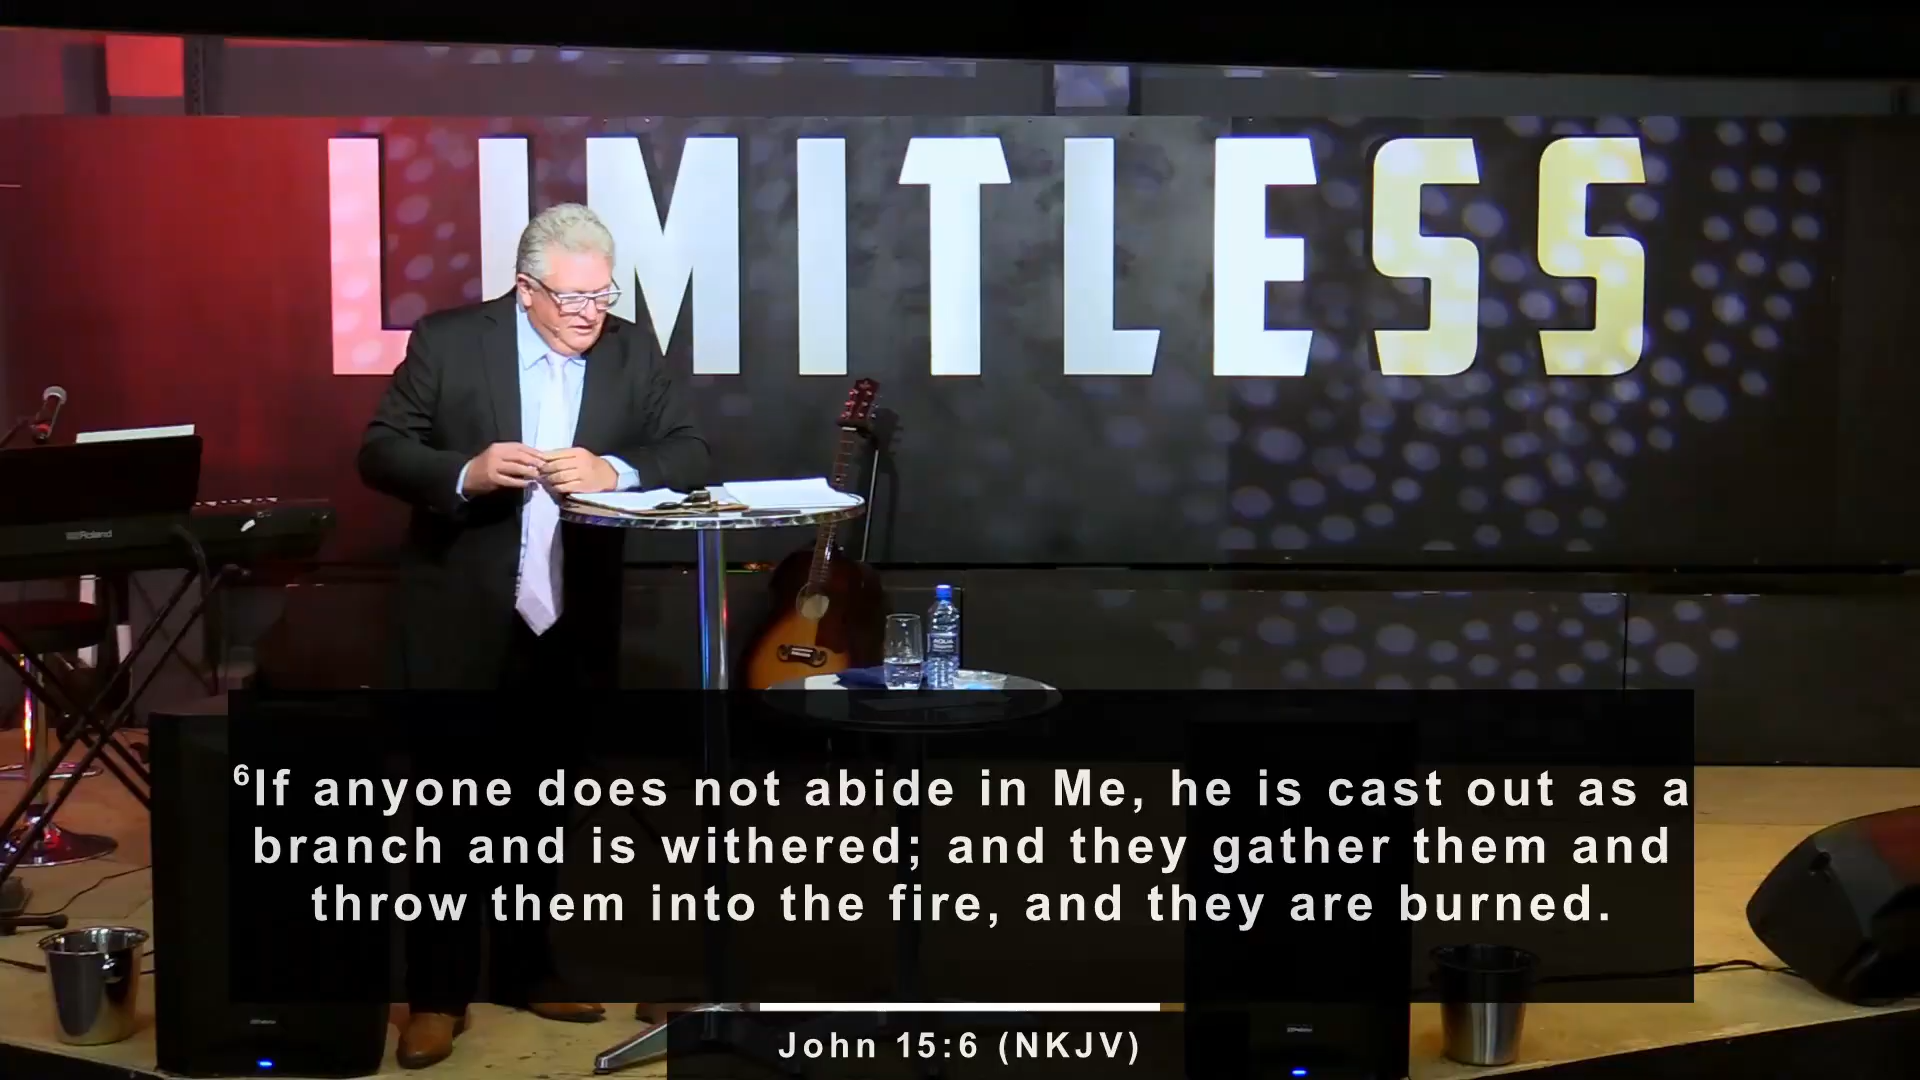 LIMITLESS
Roland
⁶If anyone does not abide in Me, he is cast out as a
branch and is withered; and they gather them and
throw them into the fire, and they are burned.
John 15:6 (NKJV)